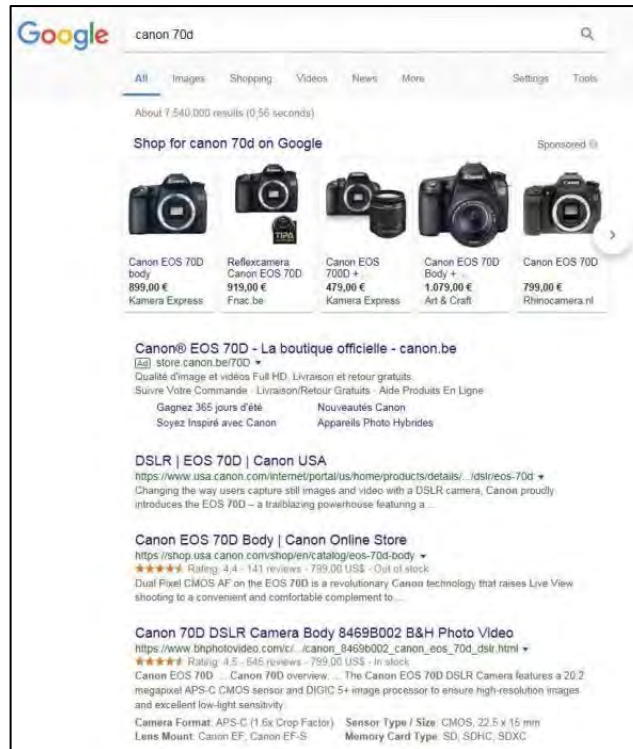 Google
canon 70d
All Images Shopping Videos News More Settings Tools
About 7.540.000 results (0,56 seconds)
Shop for canon 70d on Google
Sponsored
Canon EOS 70D body
899,00 €
Kamera Express
Reflexcamera Canon EOS 70D
919,00 €
Fnac.be
Canon EOS 700D + ...
479,00 €
Kamera Express
Canon EOS 70D Body + ...
1.079,00 €
Art & Craft
Canon EOS 70D
799,00 €
Rhinocamera.nl
Canon® EOS 70D - La boutique officielle - canon.be
Ad store.canon.be/70D
Qualité d'image et vidéos Full HD. Livraison et retour gratuits.
Suivre Votre Commande · Livraison/Retour Gratuits · Aide Produits En Ligne
Gagnez 365 jours d'été Nouveautés Canon
Soyez Inspiré avec Canon Appareils Photo Hybrides
DSLR | EOS 70D | Canon USA
https://www.usa.canon.com/internet/portal/us/home/products/details/.../dslr/eos-70d
Changing the way users capture still images and video with a DSLR camera, Canon proudly
introduces the EOS 70D – a trailblazing powerhouse featuring a ...
Canon EOS 70D Body | Canon Online Store
https://shop.usa.canon.com/shop/en/catalog/eos-70d-body
Rating: 4,4 - 141 reviews - 799,00 US$ - Out of stock
Dual Pixel CMOS AF on the EOS 70D is a revolutionary Canon technology that raises Live View
shooting to a convenient and comfortable complement to ...
Canon 70D DSLR Camera Body 8469B002 B&H Photo Video
https://www.bhphotovideo.com/c/.../canon_8469b002_canon_eos_70d_dslr.html
Rating: 4,5 - 646 reviews - 799,00 US$ - In stock
Canon EOS 70D ... Canon 70D overview. ... The Canon EOS 70D DSLR Camera features a 20.2
megapixel APS-C CMOS sensor and DIGIC 5+ image processor to ensure high-resolution images
and excellent low-light sensitivity.
Camera Format: APS-C (1.6x Crop Factor) Sensor Type / Size: CMOS, 22.5 x 15 mm
Lens Mount: Canon EF, Canon EF-S Memory Card Type: SD, SDHC, SDXC